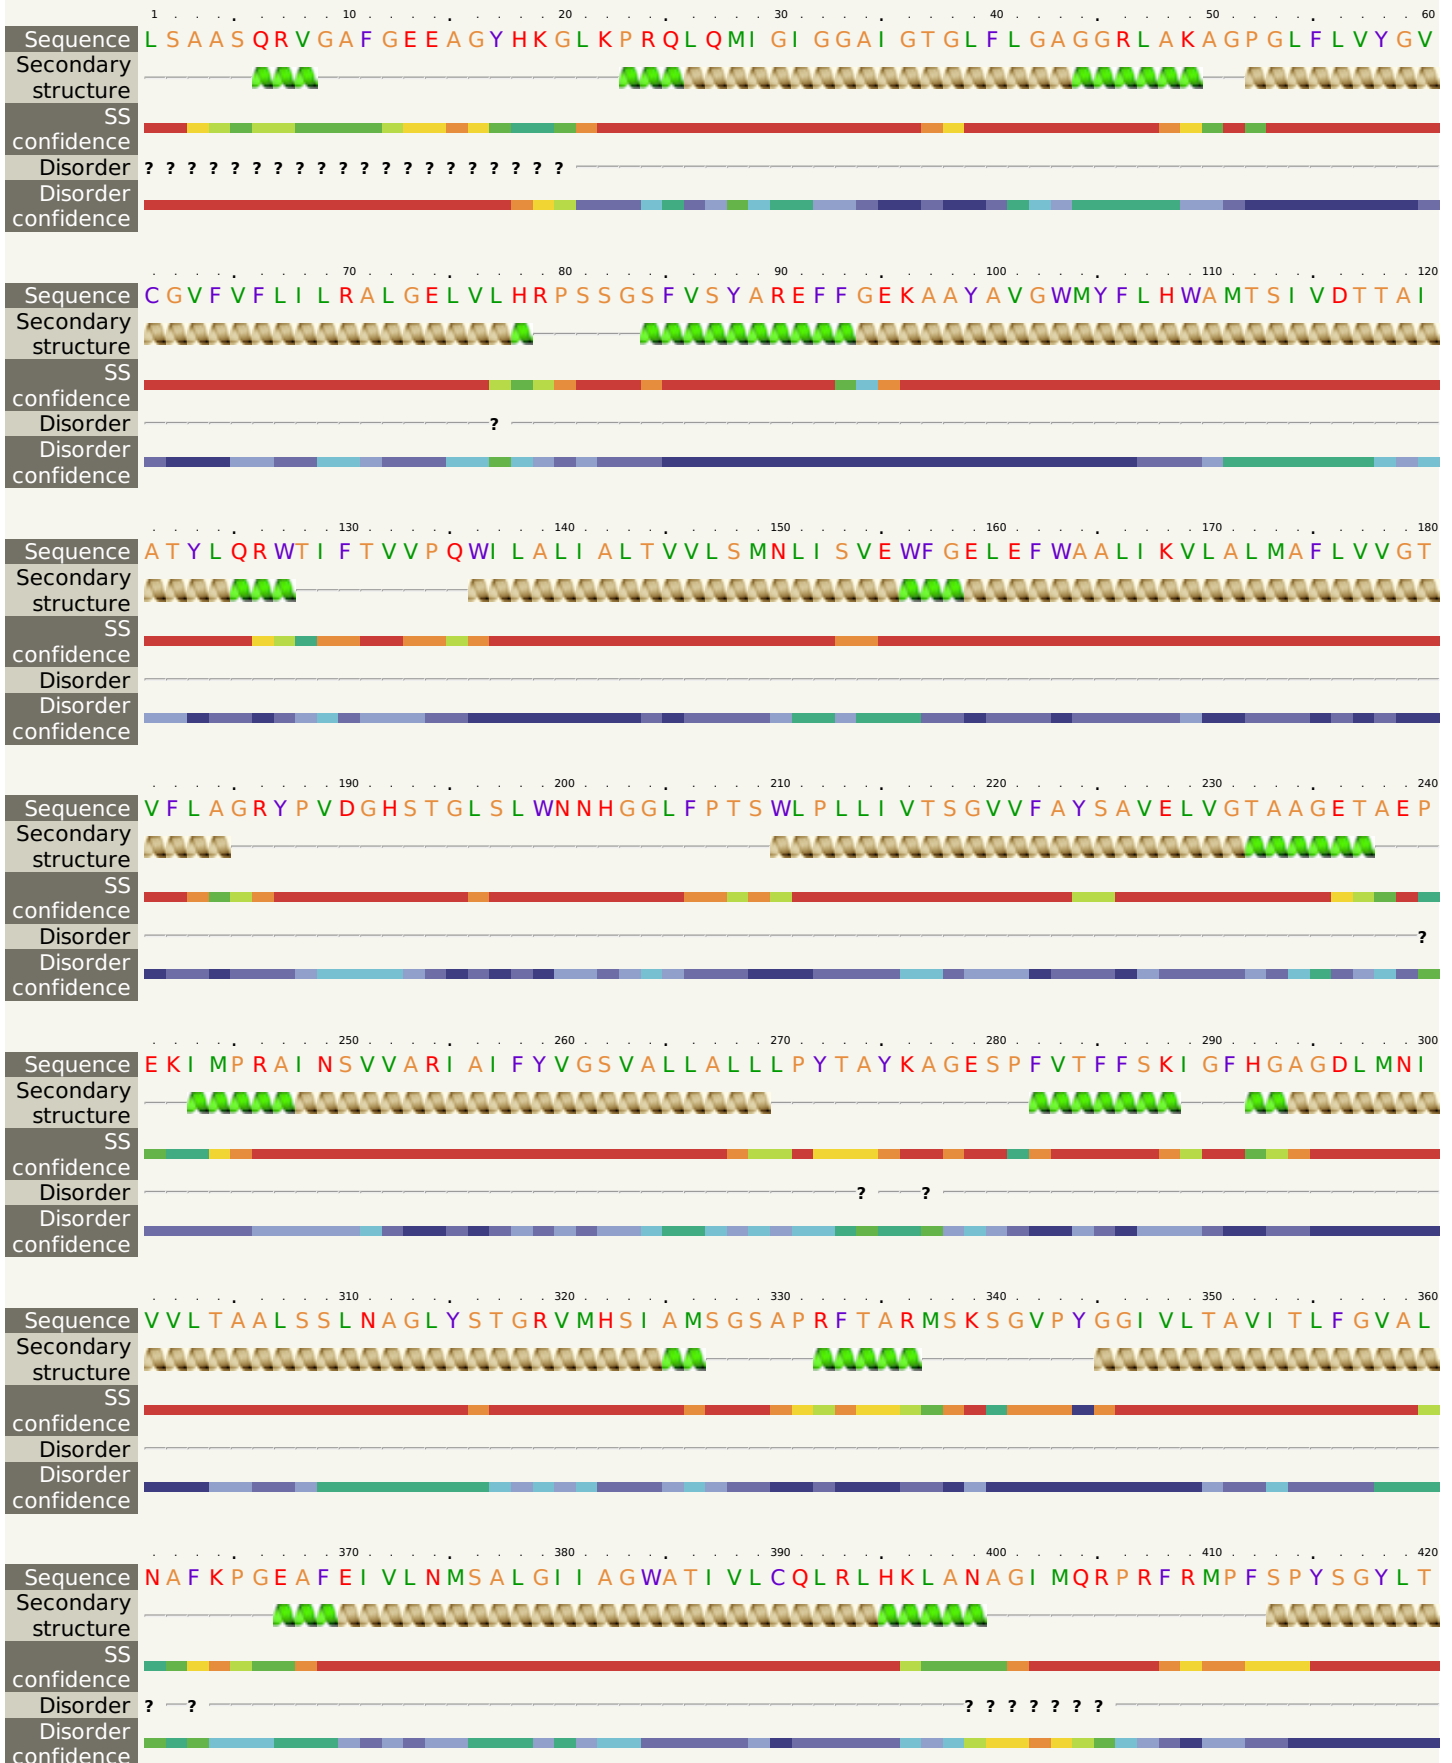 1 10 20 30 40 50 60
Sequence LSAASQRVGAFGEEAGYHKGLKPRQLQMIGIGGAIGTGLFLGAGGRLAKAGPGLFLVYGV
Secondary
structure
SS
confidence
Disorder ? ? ? ? ? ? ? ? ? ? ? ? ? ? ? ? ? ? ? ?
Disorder
confidence
70 80 90 100 110 120
Sequence CGVFVFLILRALGELVLHRPSSGSFVSYAREFFGEKAAYAVGWMYFLHWAMTSIVDTTAI
Secondary
structure
SS
confidence
Disorder ?
Disorder
confidence
130 140 150 160 170 180
Sequence ATYLQRWTIFTVVPQWILALIALTVVLSMNLISVEWFGELEFWAALIKVLALMAFLVVGT
Secondary
structure
SS
confidence
Disorder
Disorder
confidence
190 200 210 220 230 240
Sequence VFLAGRYPVDGHSTGLSLWNNHGGLFPTSWLPLLIVTSGVVFAYSAVELVGTAAGETAEP
Secondary
structure
SS
confidence
Disorder ?
Disorder
confidence
250 260 270 280 290 300
Sequence EKIMPRAINSVVARIAIFYVGSVALLALLLPYTAYKAGESPFVTFFSKIGFHGAGDLMNI
Secondary
structure
SS
confidence
Disorder ? ?
Disorder
confidence
310 320 330 340 350 360
Sequence VVLTAALSSLNAGLYSTGRVMHSIAMSGSAPRFTARMSKSGVPYGGIVLTAVITLFGVAL
Secondary
structure
SS
confidence
Disorder
Disorder
confidence
370 380 390 400 410 420
Sequence NAFKPGEAFEIVLNMSALGIIAGWATIVLCQLRLHKLANAGIMQRPRFRMPFSPYSGYLT
Secondary
structure
SS
confidence
Disorder ? ? ? ? ? ? ? ? ?
Disorder
confidence